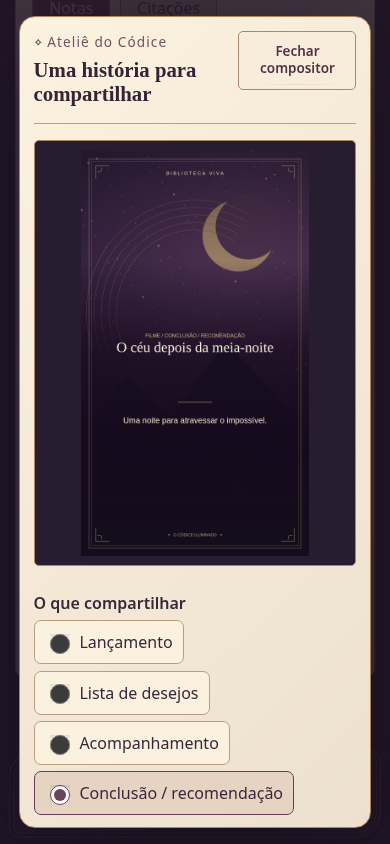 Notas Citações
✧ Ateliê do Códice
Uma história para
compartilhar
Fechar
compositor
BIBLIOTECA VIVA
FILME / CONCLUSÃO / RECOMENDAÇÃO
O céu depois da meia-noite
Uma noite para atravessar o impossível.
• O CÓDICE ILUMINADO •
O que compartilhar
Lançamento
Lista de desejos
Acompanhamento
Conclusão / recomendação